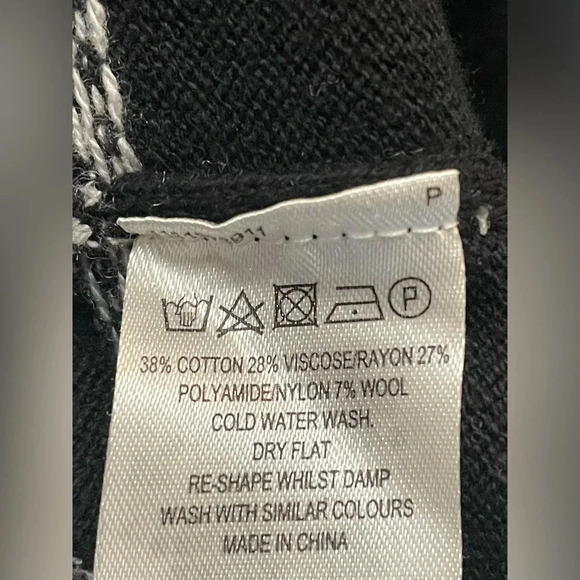 P
P
38% COTTON 28% VISCOSE/RAYON 27%
POLYAMIDE/NYLON 7% WOOL
COLD WATER WASH.
DRY FLAT
RE-SHAPE WHILST DAMP
WASH WITH SIMILAR COLOURS
MADE IN CHINA